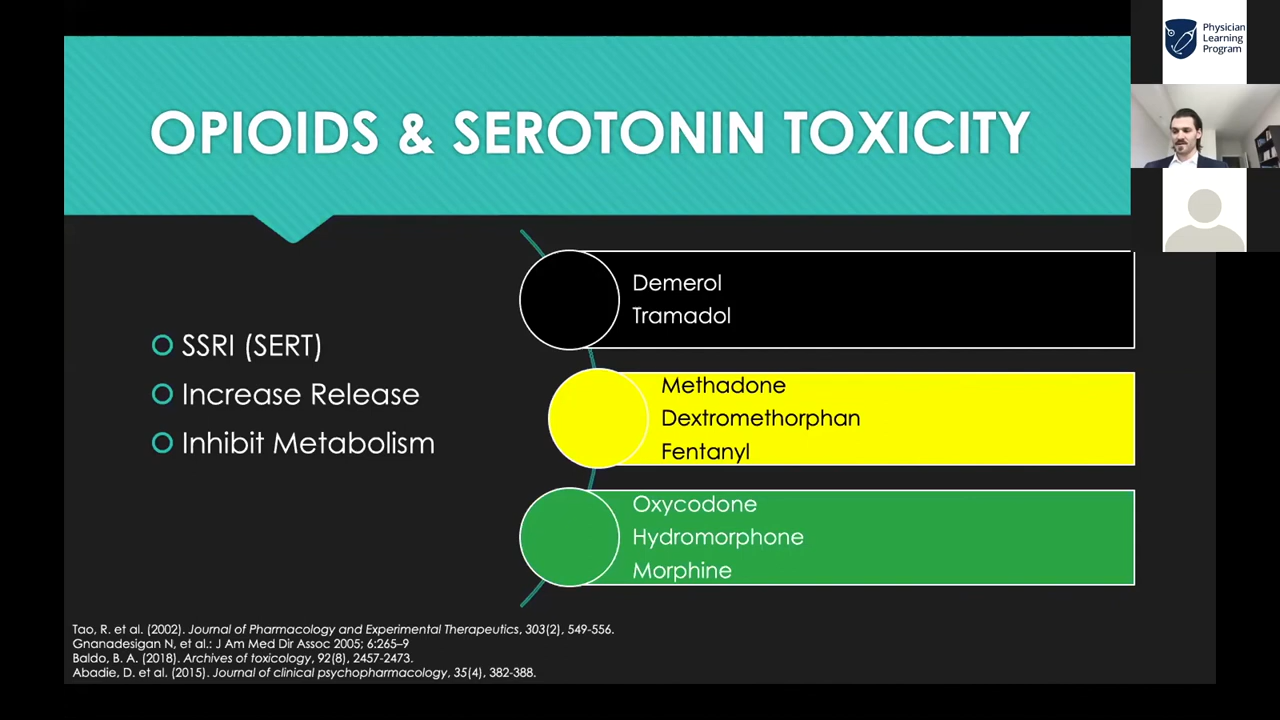 OPIOIDS & SEROTONIN TOXICITY
SSRI (SERT)
Increase Release
Inhibit Metabolism
Demerol
Tramadol
Methadone
Dextromethorphan
Fentanyl
Oxycodone
Hydromorphone
Morphine
Tao, R. et al. (2002). Journal of Pharmacology and Experimental Therapeutics, 303(2), 549-556.
Gnanadesigan N, et al.: J Am Med Dir Assoc 2005; 6:265–9
Baldo, B. A. (2018). Archives of toxicology, 92(8), 2457-2473.
Abadie, D. et al. (2015). Journal of clinical psychopharmacology, 35(4), 382-388.
Physician
Learning
Program